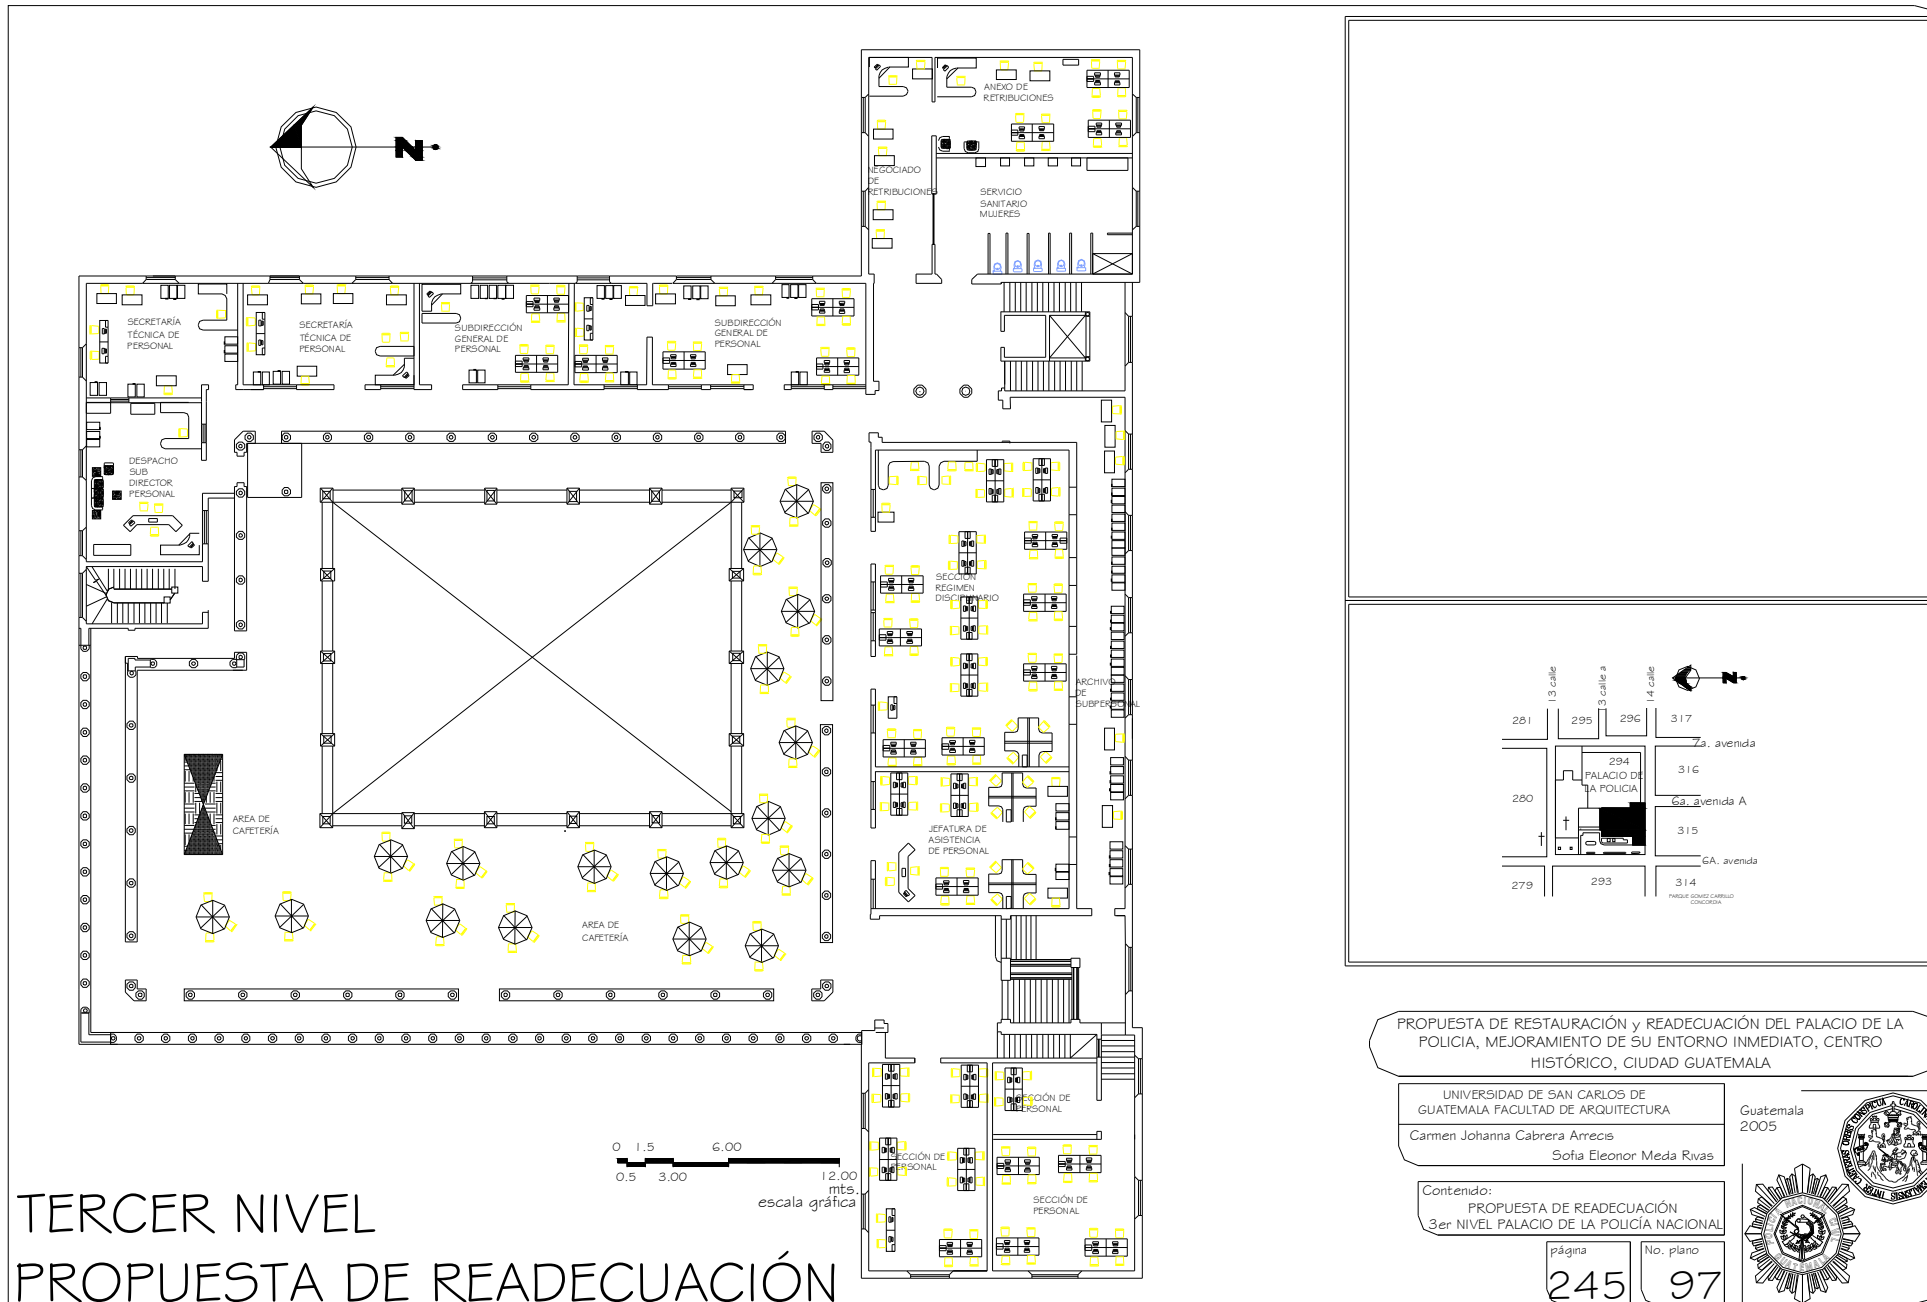 N
ANEXO DE
RETRIBUCIONES
NEGOCIADO
DE
RETRIBUCIONES
SERVICIO
SANITARIO
MUJERES
SECRETARÍA
TÉCNICA DE
PERSONAL
SECRETARÍA
TÉCNICA DE
PERSONAL
SUBDIRECCIÓN
GENERAL DE
PERSONAL
SUBDIRECCIÓN
GENERAL DE
PERSONAL
DESPACHO
SUB
DIRECTOR
PERSONAL
SECCIÓN
REGIMEN
DISCIPLINARIO
ARCHIVO
DE
SUBPERSONAL
AREA DE
CAFETERÍA
JEFATURA DE
ASISTENCIA
DE PERSONAL
AREA DE
CAFETERÍA
SECCIÓN DE
PERSONAL
SECCIÓN DE
PERSONAL
SECCIÓN DE
PERSONAL
0 1.5 6.00
0.5 3.00 12.00
mts.
escala gráfica
TERCER NIVEL
PROPUESTA DE READECUACIÓN
13 calle
13 calle a
14 calle
N
281 295 296 317
7a. avenida
294
PALACIO DE
LA POLICIA
316
280
6a. avenida A
315
6A. avenida
279 293 314
PARQUE GOMEZ CARRILLO
CONCORDIA
PROPUESTA DE RESTAURACIÓN y READECUACIÓN DEL PALACIO DE LA
POLICIA, MEJORAMIENTO DE SU ENTORNO INMEDIATO, CENTRO
HISTÓRICO, CIUDAD GUATEMALA
UNIVERSIDAD DE SAN CARLOS DE
GUATEMALA FACULTAD DE ARQUITECTURA
Carmen Johanna Cabrera Arrecis
Sofia Eleonor Meda Rivas
Guatemala
2005
Contenido:
PROPUESTA DE READECUACIÓN
3er NIVEL PALACIO DE LA POLICÍA NACIONAL
página
245
No. plano
97